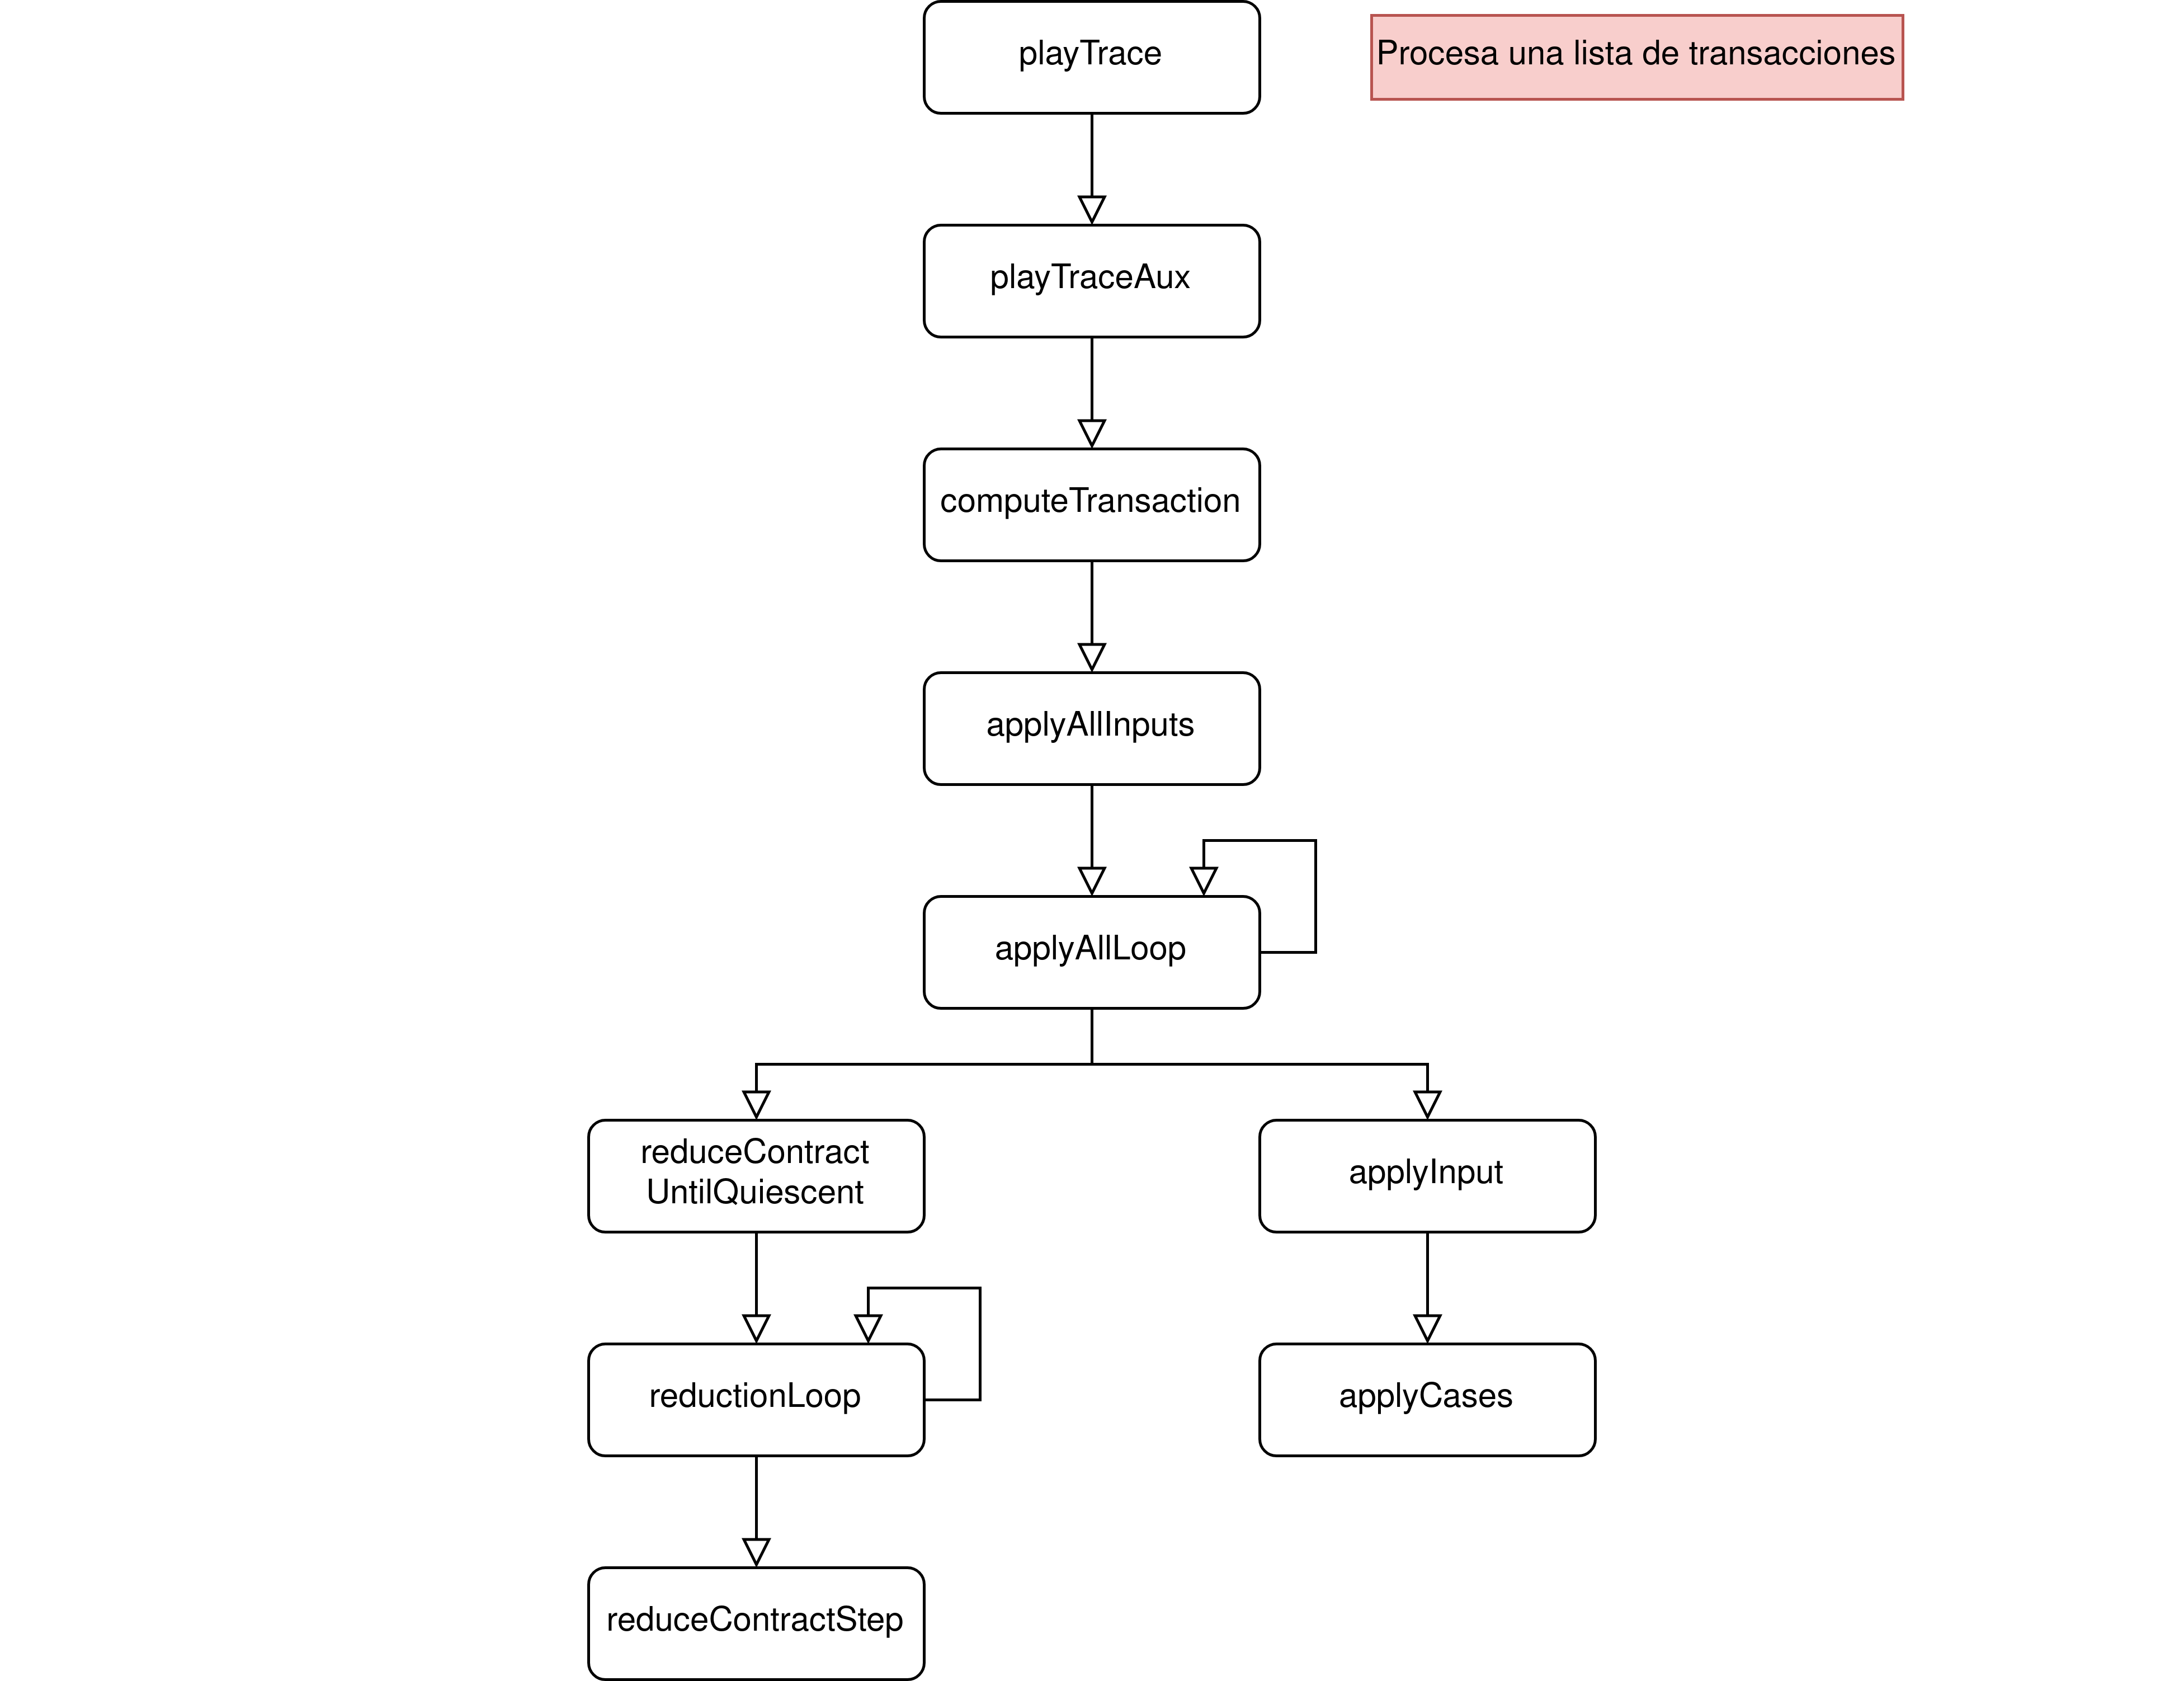 playTrace
Procesa una lista de transacciones
playTraceAux
computeTransaction
applyAllInputs
applyAllLoop
reduceContract
UntilQuiescent
applyInput
reductionLoop
applyCases
reduceContractStep